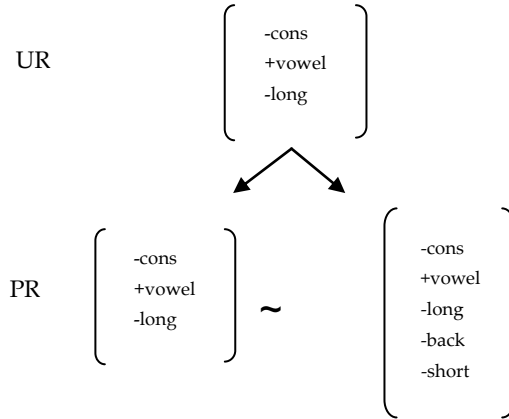 UR
-cons
+vowel
-long
PR
-cons
+vowel
-long
~
-cons
+vowel
-long
-back
-short